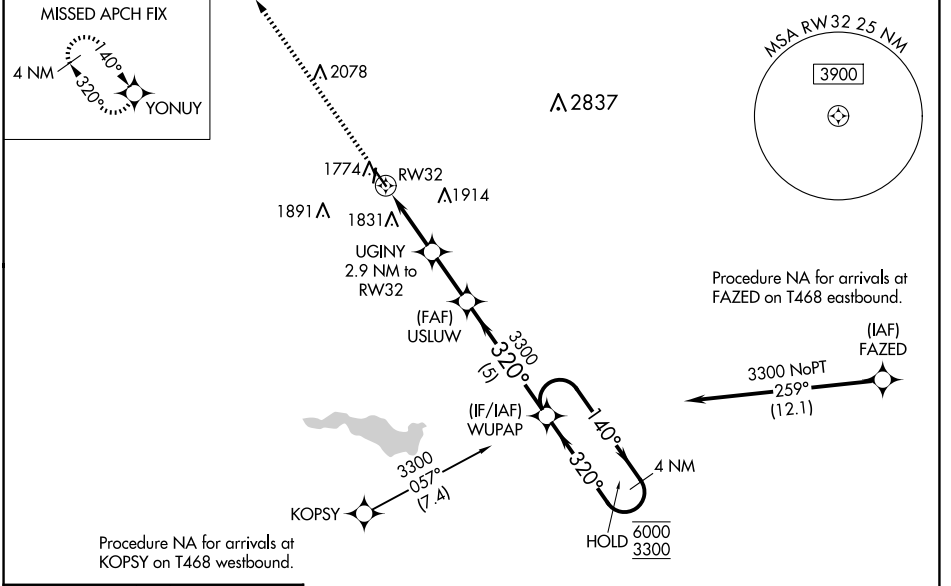 MISSED APCH FIX
4 NM
140°
320°
YONUY
2078
2837
MSA RW 32 25 NM
3900
1774
RW32
1914
1891
1831
UGINY
2.9 NM to
RW32
(FAF)
USLUW
3300
320°
(5)
Procedure NA for arrivals at
FAZED on T468 eastbound.
(IAF)
FAZED
3300 NoPT
259°
(12.1)
(IF/IAF)
WUPAP
140°
320°
4 NM
HOLD
6000
3300
3300
057°
(7.4)
KOPSY
Procedure NA for arrivals at
KOPSY on T468 westbound.